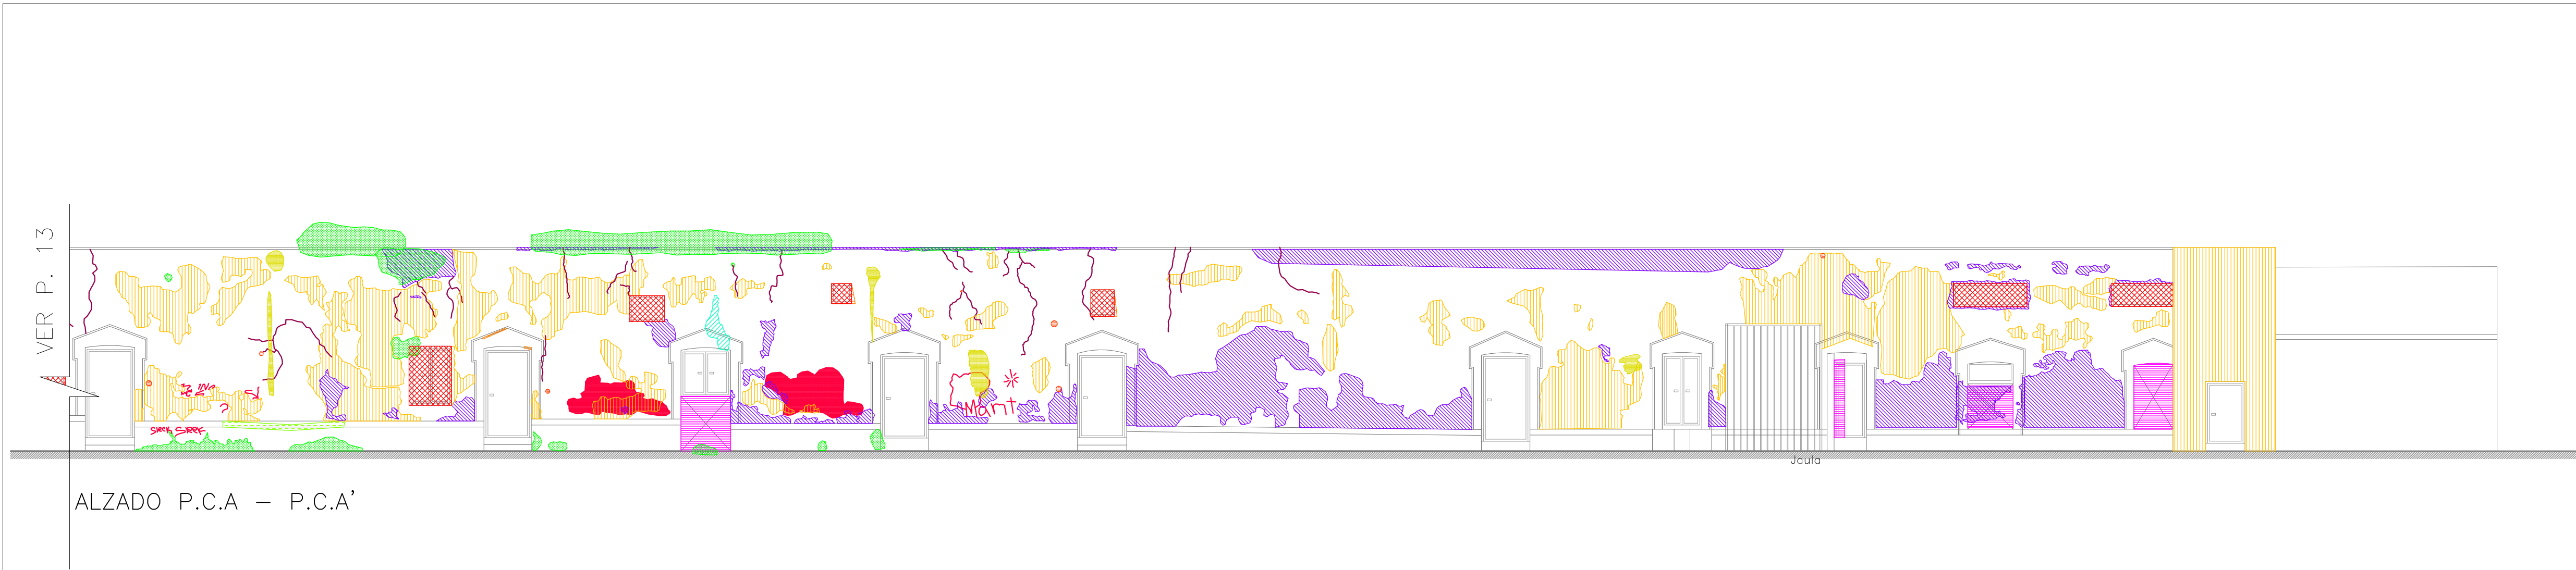 VER P. 13
Mant
Jaula
ALZADO P.C.A – P.C.A'